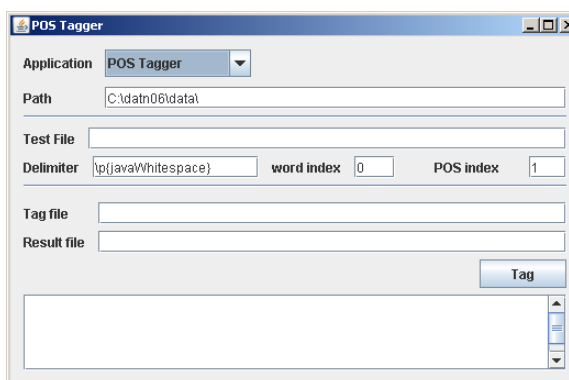 POS Tagger
Application POS Tagger
Path C:\datn06\data\
Test File
Delimiter \p{javaWhitespace} word index 0 POS index 1
Tag file
Result file
Tag